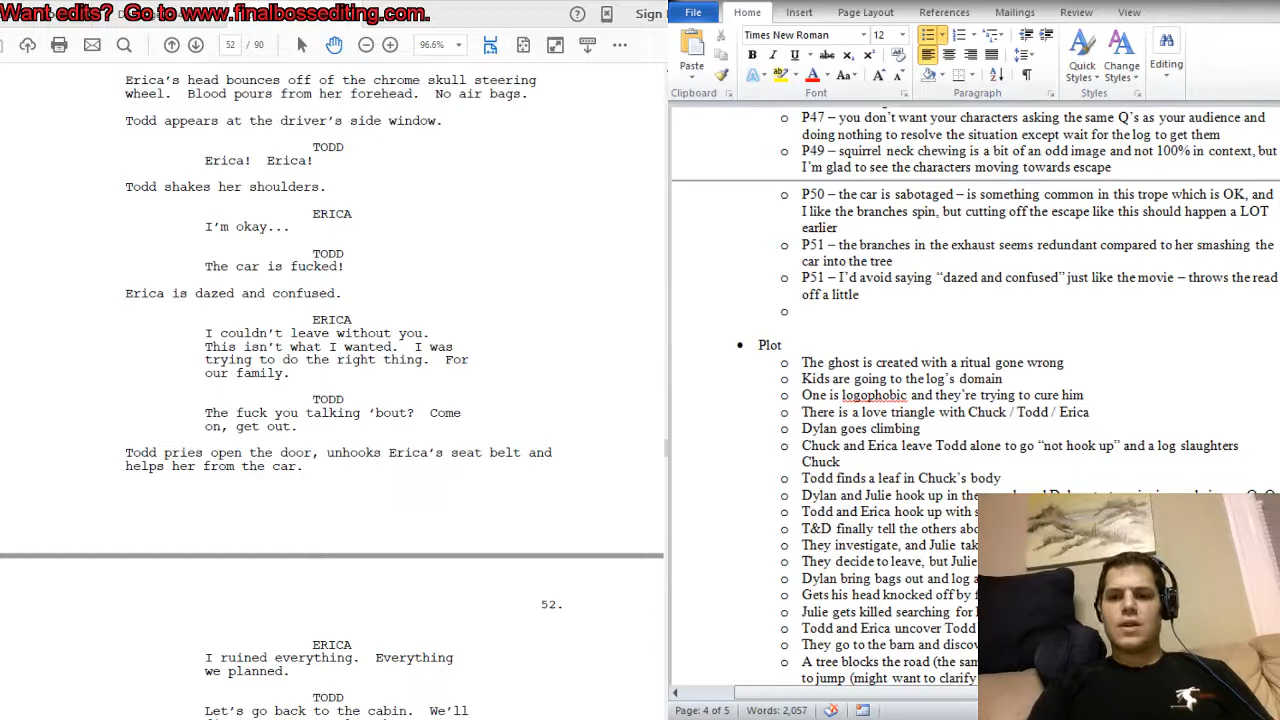 Want edits?  Go to www.finalbossediting.com.
Sign
52
96.6%
Erica's head bounces off of the chrome skull steering
wheel.  Blood pours from her forehead.  No air bags.
Todd appears at the driver's side window.
TODD
Erica!  Erica!
Todd shakes her shoulders.
ERICA
I'm okay...
TODD
The car is fucked!
Erica is dazed and confused.
ERICA
I couldn't leave without you.
This isn't what I wanted.  I was
trying to do the right thing.  For
our family.
TODD
The fuck you talking 'bout?  Come
on, get out.
Todd pries open the door, unhooks Erica's seat belt and
helps her from the car.
52.
ERICA
I ruined everything.  Everything
we planned.
TODD
Let's go back to the cabin.  We'll
File Home Insert Page Layout References Mailings Review View
Times New Roman 12
Paste
Quick Styles
Change Styles
Editing
Clipboard Font Paragraph Styles
o P47 – you don't want your characters asking the same Q's as your audience and
doing nothing to resolve the situation except wait for the log to get them
o P49 – squirrel neck chewing is a bit of an odd image and not 100% in context, but
I'm glad to see the characters moving towards escape
o P50 – the car is sabotaged – is something common in this trope which is OK, and
I like the branches spin, but cutting off the escape like this should happen a LOT
earlier
o P51 – the branches in the exhaust seems redundant compared to her smashing the
car into the tree
o P51 – I'd avoid saying "dazed and confused" just like the movie – throws the read
off a little
o
• Plot
o The ghost is created with a ritual gone wrong
o Kids are going to the log's domain
o One is logophobic and they're trying to cure him
o There is a love triangle with Chuck / Todd / Erica
o Dylan goes climbing
o Chuck and Erica leave Todd alone to go "not hook up" and a log slaughters
Chuck
o Todd finds a leaf in Chuck's body
o Dylan and Julie hook up in the
o Todd and Erica hook up with
o T&D finally tell the others
o They investigate, and Julie
o They decide to leave, but Julie
o Dylan bring bags out and log
o Gets his head knocked off by
o Julie gets killed searching for
o Todd and Erica uncover Todd
o They go to the barn and
o A tree blocks the road (the
to jump (might want to clarify
Page: 4 of 5 Words: 2,057